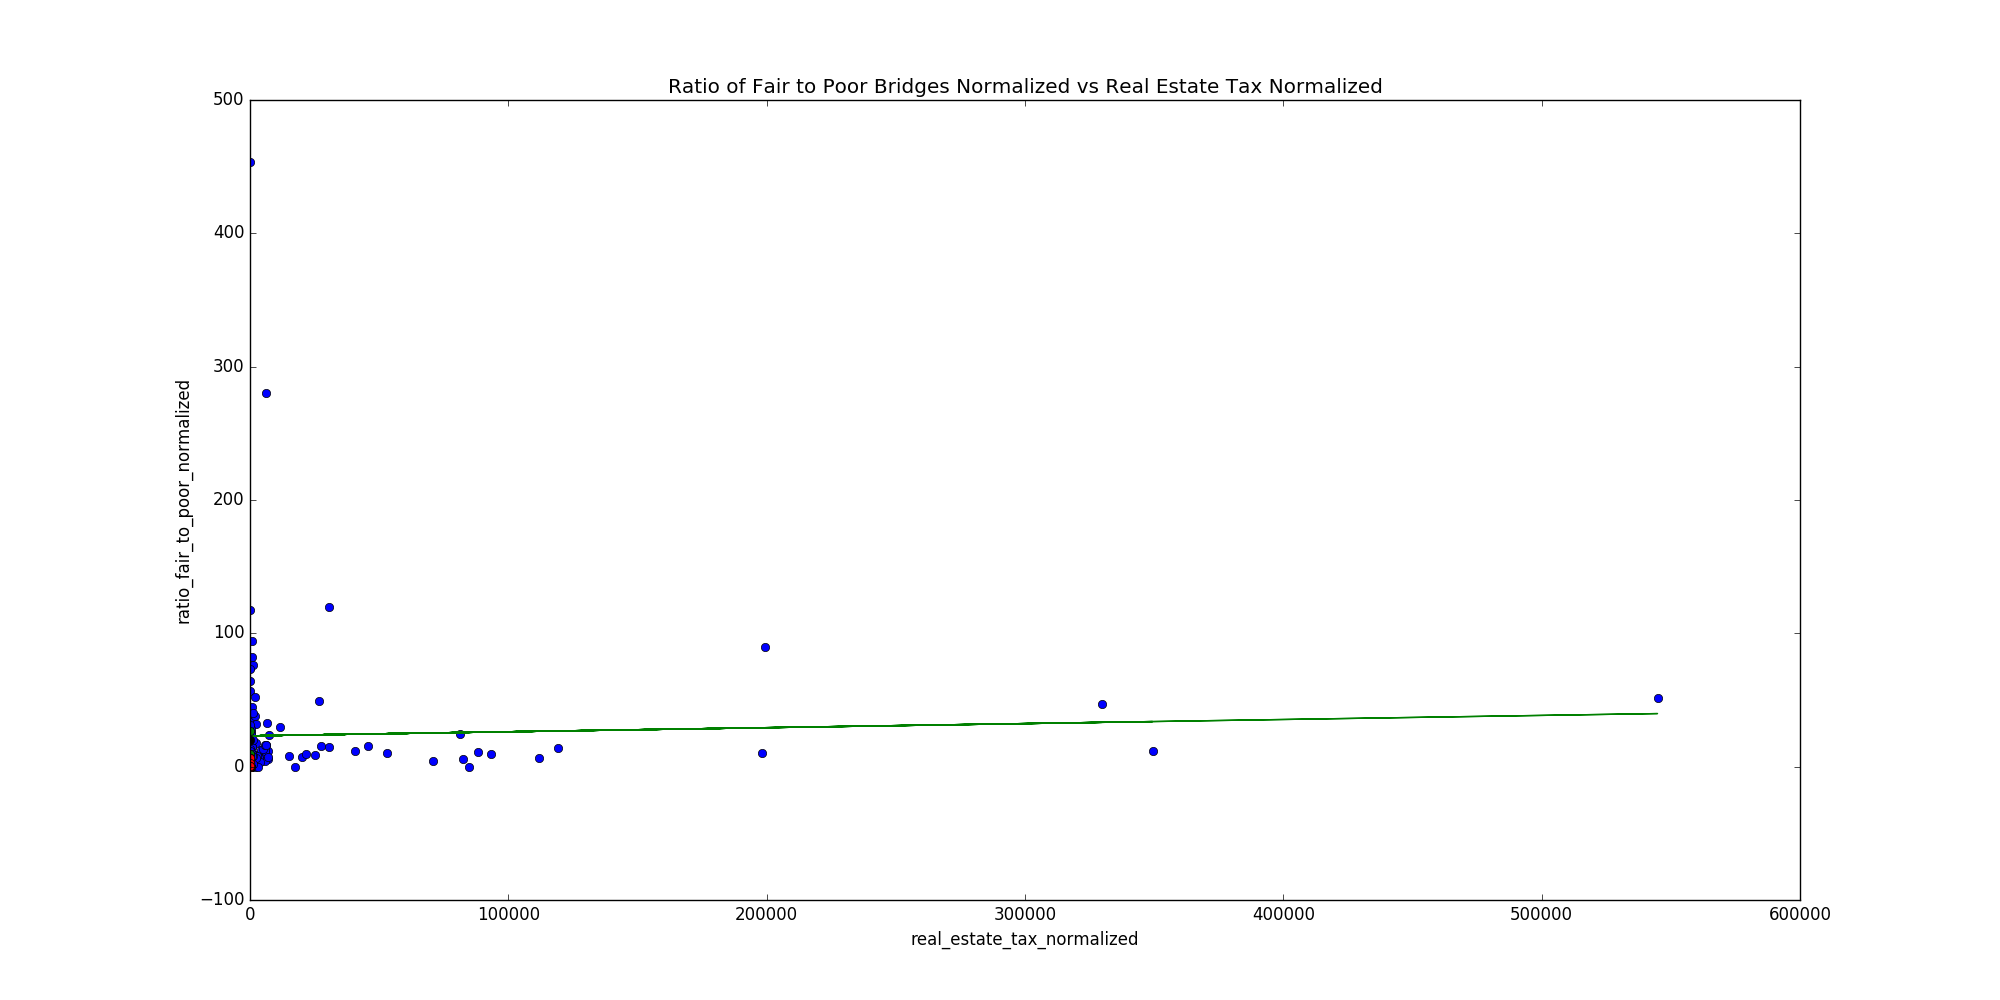 Ratio of Fair to Poor Bridges Normalized vs Real Estate Tax Normalized
500
400
300
200
100
0
−100
ratio_fair_to_poor_normalized
0 100000 200000 300000 400000 500000 600000
real_estate_tax_normalized